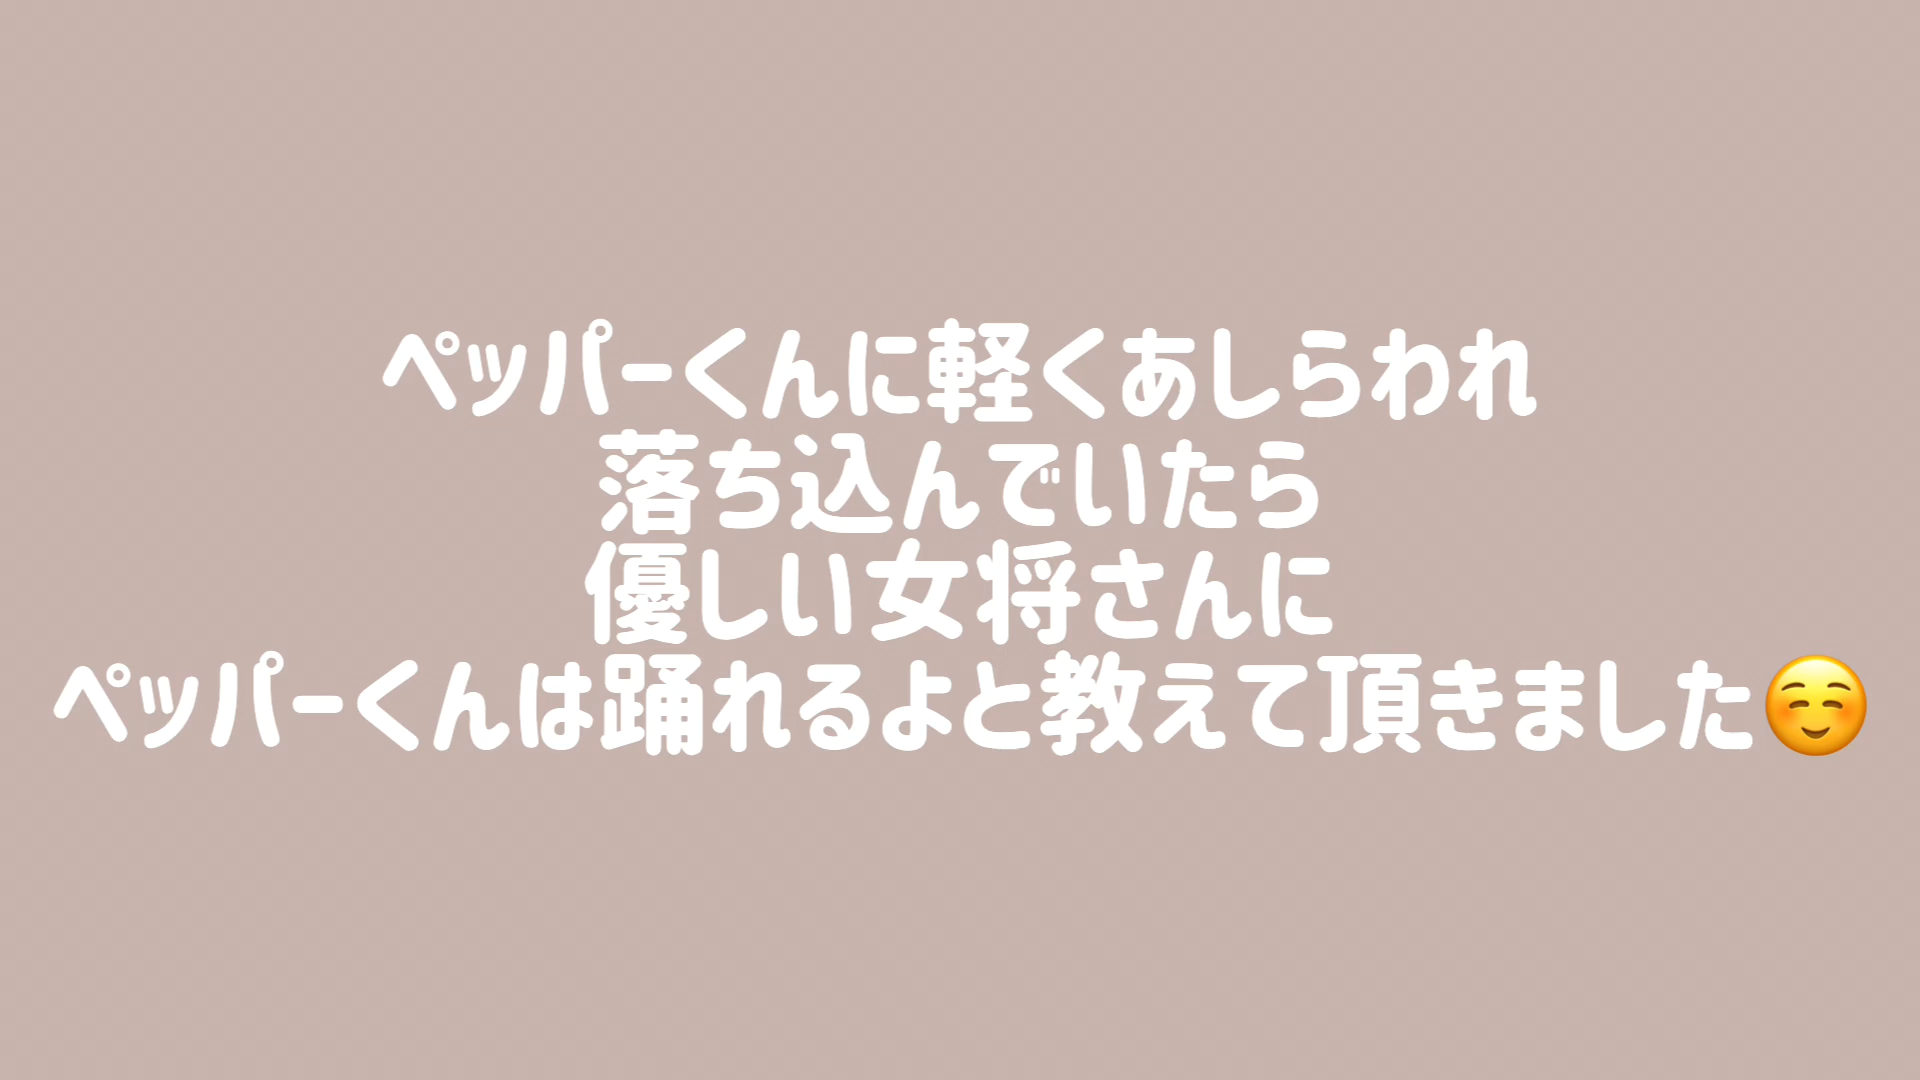 ペッパーくんに軽くあしらわれ
落ち込んでいたら
優しい女将さんに
ペッパーくんは踊れるよと教えて頂きました☺️